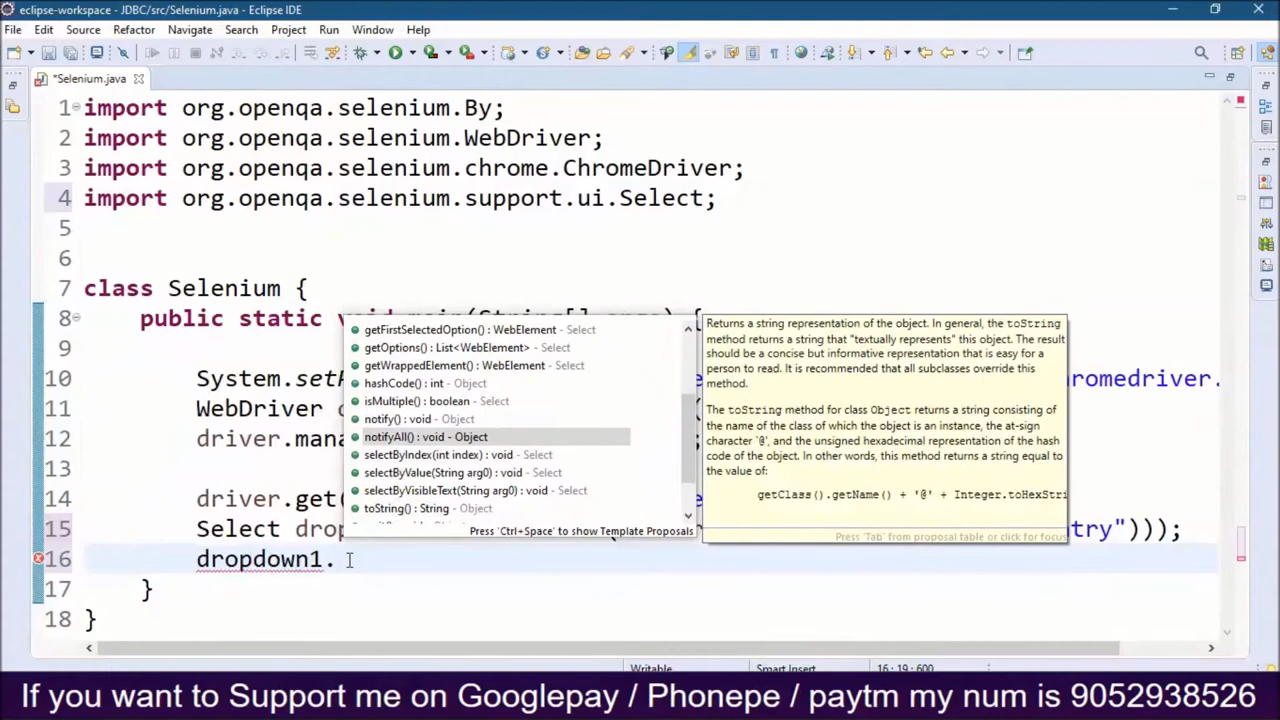 eclipse-workspace - JDBC/src/Selenium.java - Eclipse IDE
File Edit Source Refactor Navigate Search Project Run Window Help
*Selenium.java
1 import org.openqa.selenium.By;
2 import org.openqa.selenium.WebDriver;
3 import org.openqa.selenium.chrome.ChromeDriver;
4 import org.openqa.selenium.support.ui.Select;
5
6
7 class Selenium {
8 public static void main(String[] args) {
9
10 System.setP romedriver.
11 WebDriver d (
12 driver.mana ;
13
14 driver.get(
15 Select drop try")));
16 dropdown1.
17 }
18 }
getFirstSelectedOption() : WebElement - Select
getOptions() : List<WebElement> - Select
getWrappedElement() : WebElement - Select
hashCode() : int - Object
isMultiple() : boolean - Select
notify() : void - Object
notifyAll() : void - Object
selectByIndex(int index) : void - Select
selectByValue(String arg0) : void - Select
selectByVisibleText(String arg0) : void - Select
toString() : String - Object
Press 'Ctrl+Space' to show Template Proposals
Returns a string representation of the object. In general, the toString
method returns a string that "textually represents" this object. The result
should be a concise but informative representation that is easy for a
person to read. It is recommended that all subclasses override this
method.
The toString method for class Object returns a string consisting of
the name of the class of which the object is an instance, the at-sign
character `@', and the unsigned hexadecimal representation of the hash
code of the object. In other words, this method returns a string equal to
the value of:
getClass().getName() + '@' + Integer.toHexStri
Press 'Tab' from proposal table or click for focus
Writable Smart Insert 16 : 19 : 600
If you want to Support me on Googlepay / Phonepe / paytm my num is 9052938526